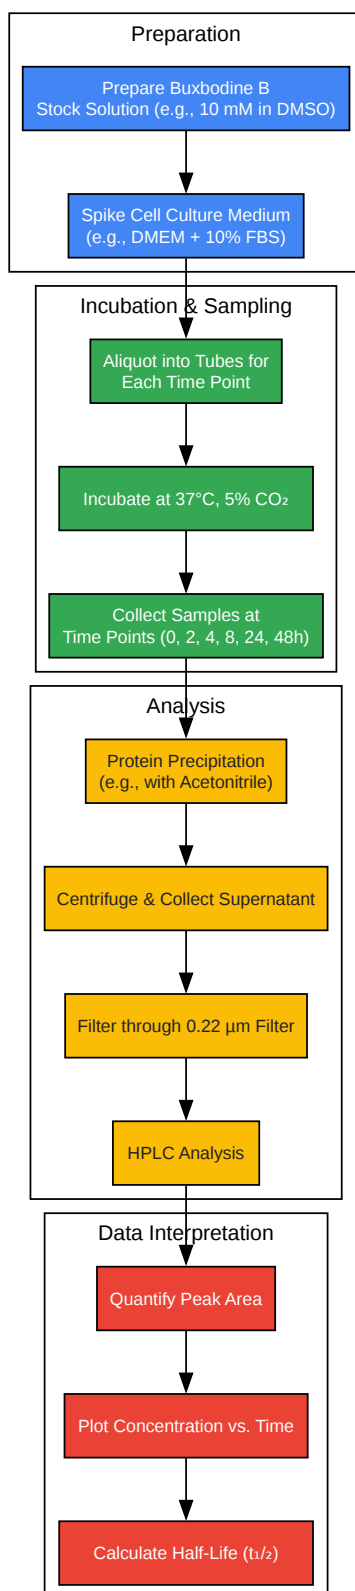 Preparation
Prepare Buxbodine B
Stock Solution (e.g., 10 mM in DMSO)
Spike Cell Culture Medium
(e.g., DMEM + 10% FBS)
Incubation & Sampling
Aliquot into Tubes for
Each Time Point
Incubate at 37°C, 5% CO₂
Collect Samples at
Time Points (0, 2, 4, 8, 24, 48h)
Analysis
Protein Precipitation
(e.g., with Acetonitrile)
Centrifuge & Collect Supernatant
Filter through 0.22 µm Filter
HPLC Analysis
Data Interpretation
Quantify Peak Area
Plot Concentration vs. Time
Calculate Half-Life (t₁/₂)